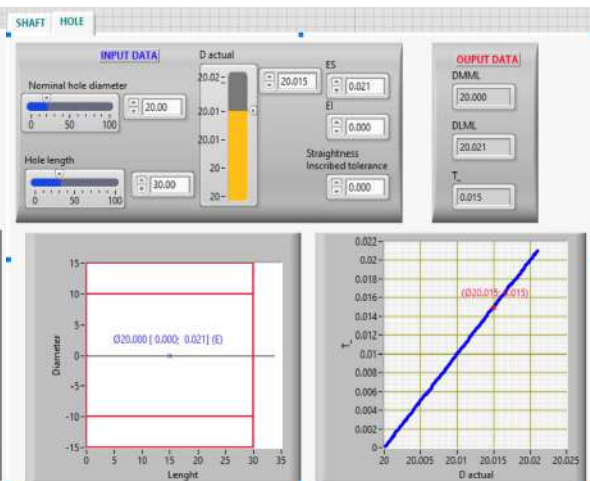 SHAFT HOLE
INPUT DATA
Nominal hole diameter
0 50 100
20.00
Hole length
0 50 100
30.00
D actual
20.02-
20.01-
20.01-
20-
20-
20.015
ES
0.021
EI
0.000
Straightness
Inscribed tolerance
0.000
OUPUT DATA
DMML
20.000
DLML
20.021
T_
0.015
Diameter
15-
10-
5-
0-
-5-
-10-
-15-
Ø20.000 [ 0.000; 0.021] (E)
0 5 10 15 20 25 30 35
Lenght
T_
0.022-
0.02-
0.018-
0.016-
0.014-
0.012-
0.01-
0.008-
0.006-
0.004-
0.002-
0-
(Ø20.015; 0.015)
20 20.005 20.01 20.015 20.02 20.025
D actual